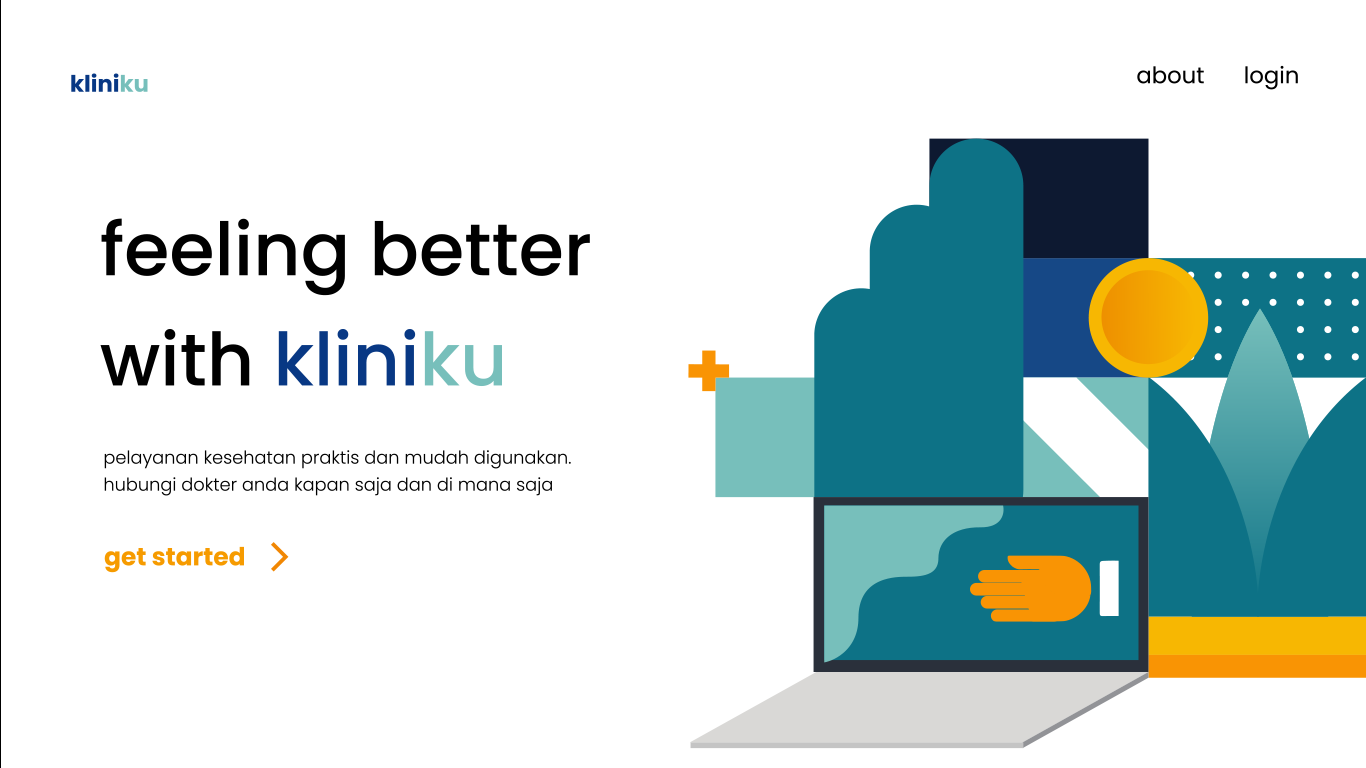 kliniku
about login
feeling better
with kliniku
pelayanan kesehatan praktis dan mudah digunakan.
hubungi dokter anda kapan saja dan di mana saja
get started